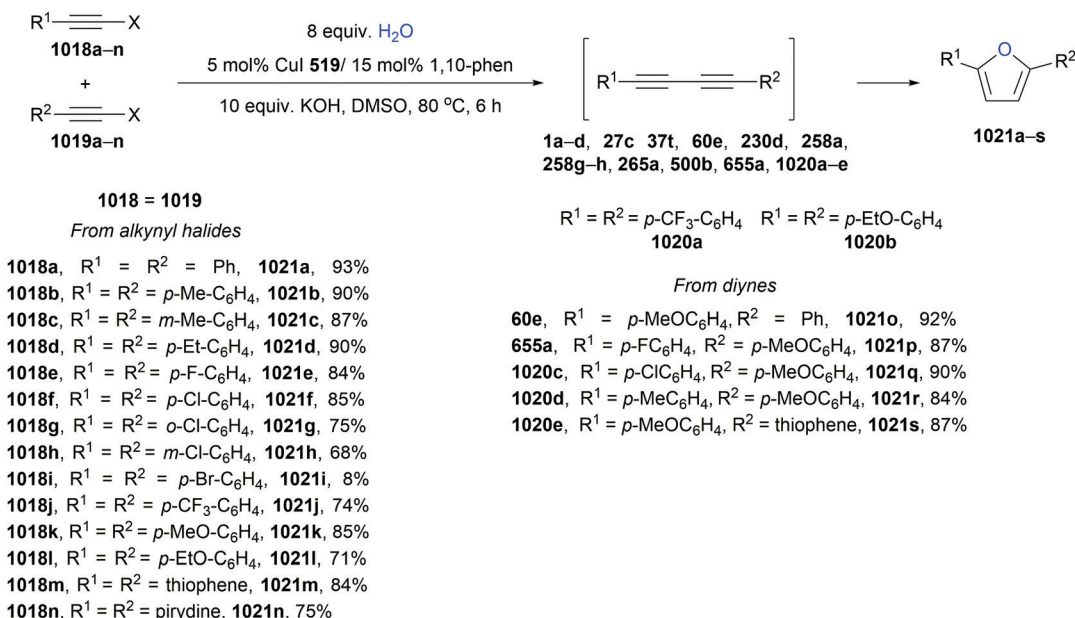 R1 X
1018a–n
+
R2 X
1019a–n
8 equiv. H2O
5 mol% CuI 519/ 15 mol% 1,10-phen
10 equiv. KOH, DMSO, 80 oC, 6 h
R1 R2
1a–d, 27c 37t, 60e, 230d, 258a,
258g–h, 265a, 500b, 655a, 1020a–e
R1 O R2
1021a–s
1018 = 1019
From alkynyl halides
1018a, R1 = R2 = Ph, 1021a, 93%
1018b, R1 = R2 = p-Me-C6H4, 1021b, 90%
1018c, R1 = R2 = m-Me-C6H4, 1021c, 87%
1018d, R1 = R2 = p-Et-C6H4, 1021d, 90%
1018e, R1 = R2 = p-F-C6H4, 1021e, 84%
1018f, R1 = R2 = p-Cl-C6H4, 1021f, 85%
1018g, R1 = R2 = o-Cl-C6H4, 1021g, 75%
1018h, R1 = R2 = m-Cl-C6H4, 1021h, 68%
1018i, R1 = R2 = p-Br-C6H4, 1021i, 8%
1018j, R1 = R2 = p-CF3-C6H4, 1021j, 74%
1018k, R1 = R2 = p-MeO-C6H4, 1021k, 85%
1018l, R1 = R2 = p-EtO-C6H4, 1021l, 71%
1018m, R1 = R2 = thiophene, 1021m, 84%
1018n, R1 = R2 = pirydine, 1021n, 75%
R1 = R2 = p-CF3-C6H4 R1 = R2 = p-EtO-C6H4
1020a 1020b
From diynes
60e, R1 = p-MeOC6H4, R2 = Ph, 1021o, 92%
655a, R1 = p-FC6H4, R2 = p-MeOC6H4, 1021p, 87%
1020c, R1 = p-ClC6H4, R2 = p-MeOC6H4, 1021q, 90%
1020d, R1 = p-MeC6H4, R2 = p-MeOC6H4, 1021r, 84%
1020e, R1 = p-MeOC6H4, R2 = thiophene, 1021s, 87%